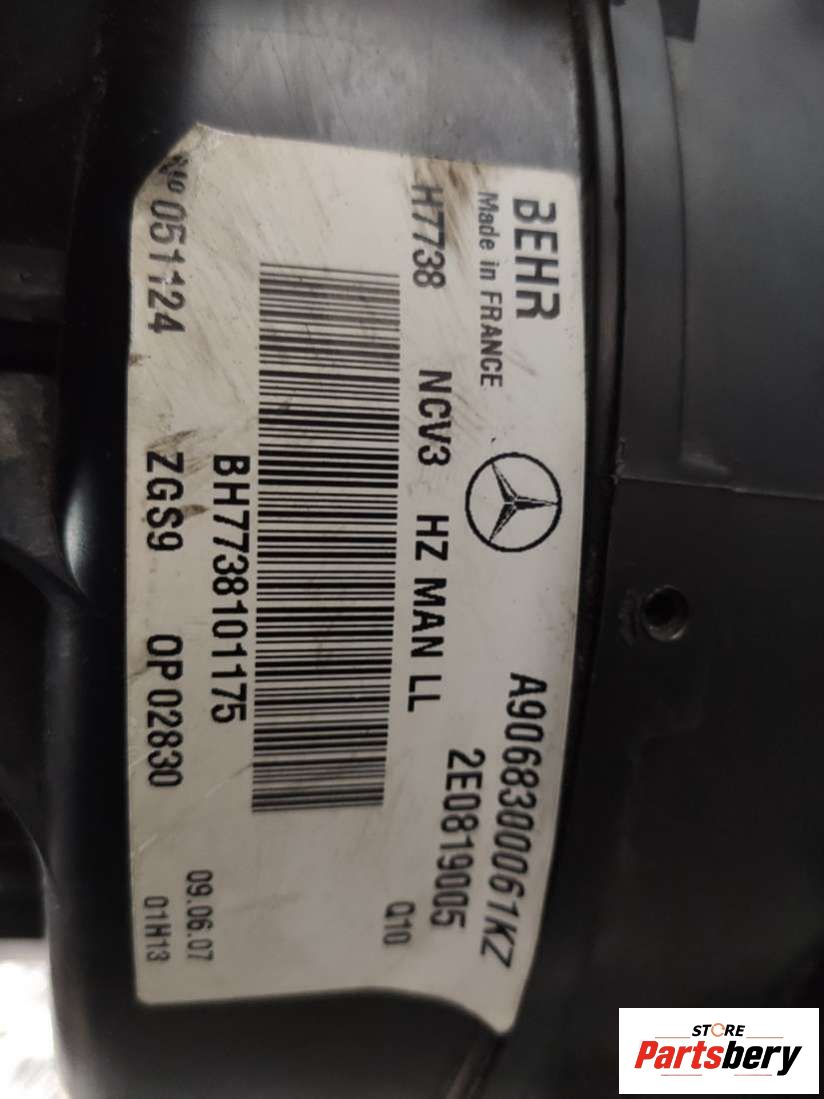 BEHR
Made in FRANCE
A9068300061KZ
2E0819005
H7738 NCV3 HZ MAN LL
Q10
BH7738101175
051124 ZGS9 OP 02830
09.06.07
01H13
STORE
Partsbery